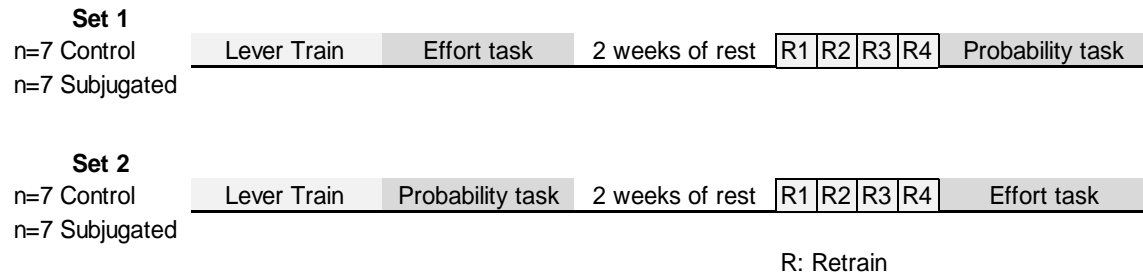 Set 1
n=7 Control Lever Train Effort task 2 weeks of rest R1 R2 R3 R4 Probability task
n=7 Subjugated
Set 2
n=7 Control Lever Train Probability task 2 weeks of rest R1 R2 R3 R4 Effort task
n=7 Subjugated
R: Retrain